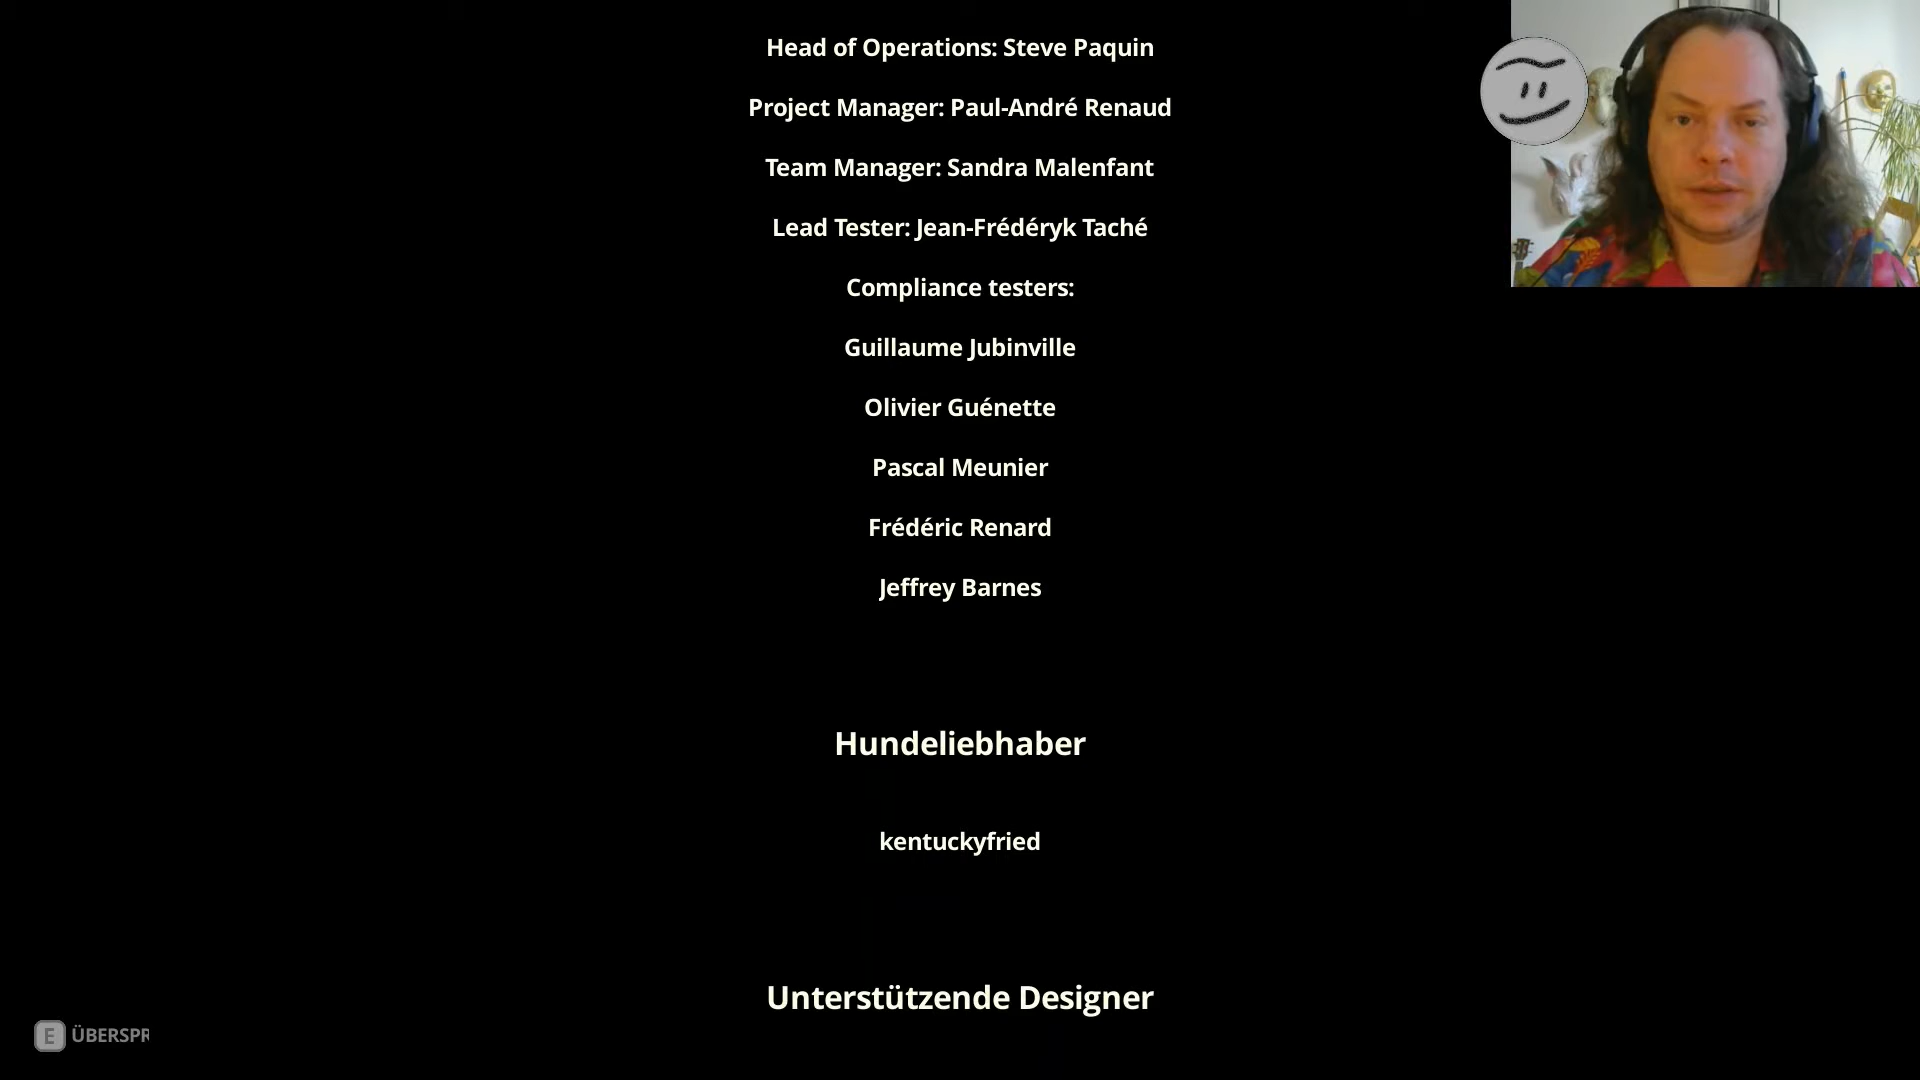 Head of Operations: Steve Paquin
Project Manager: Paul-André Renaud
Team Manager: Sandra Malenfant
Lead Tester: Jean-Frédéryk Taché
Compliance testers:
Guillaume Jubinville
Olivier Guénette
Pascal Meunier
Frédéric Renard
Jeffrey Barnes
Hundeliebhaber
kentuckyfried
Unterstützende Designer
E ÜBERSPR